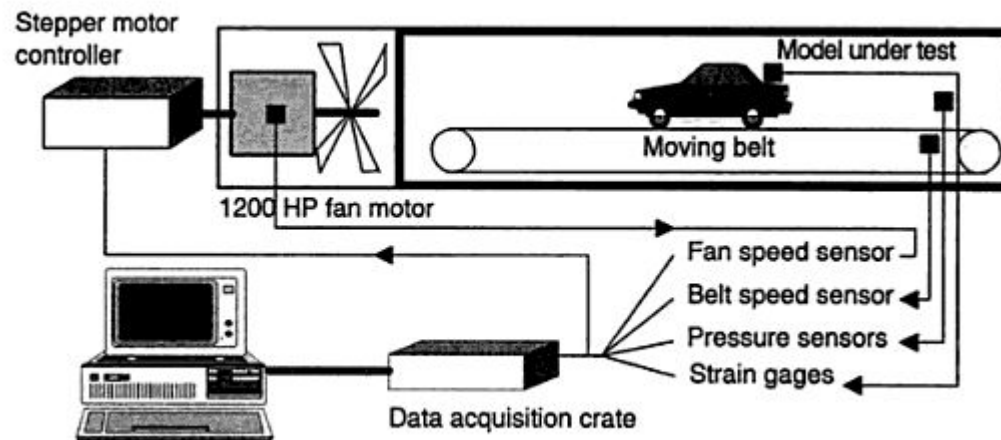 Stepper motor
controller
Model under test
Moving belt
1200 HP fan motor
Fan speed sensor
Belt speed sensor
Pressure sensors
Strain gages
Data acquisition crate